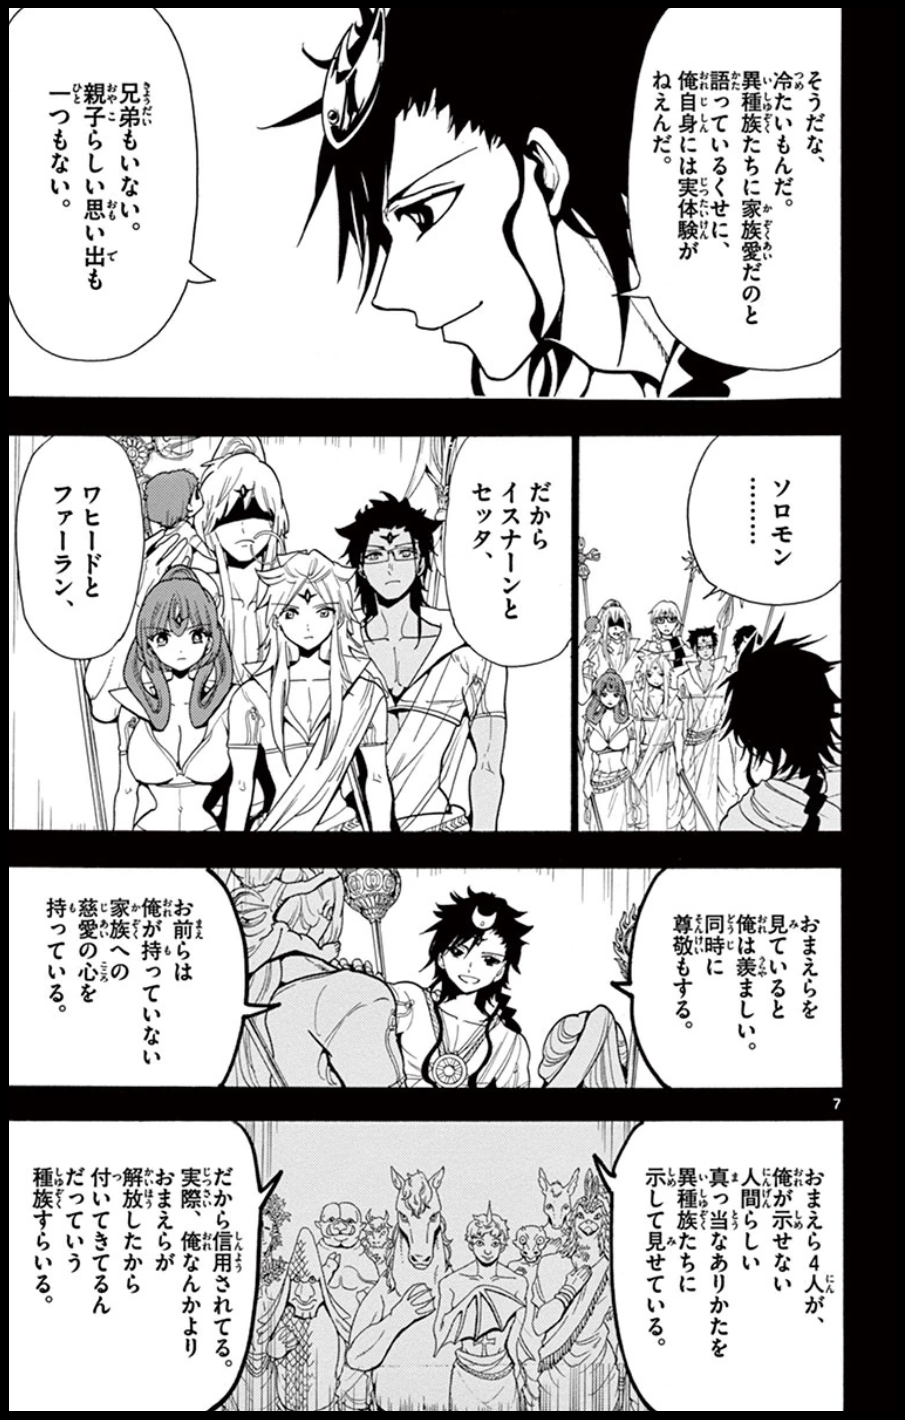 そうだな、
冷たいもんだ。
異種族たちに家族愛だのと
語っているくせに、
俺自身には実体験が
ねえんだ。
兄弟もいない。
親子らしい思い出も
一つもない。
ソロモン
………
だから
イスナーンと
セッタ、
ワヒードと
ファーラン、
おまえらを
見ていると
俺は羨ましい。
同時に
尊敬もする。
お前らは
俺が持っていない
家族への
慈愛の心を
持っている。
7
おまえら4人が、
俺が示せない
人間らしい
真っ当なありかたを
異種族たちに
示して見せている。
だから信用されてる。
実際、俺なんかより
おまえらが
解放したから
付いてきてるん
だっていう
種族すらいる。